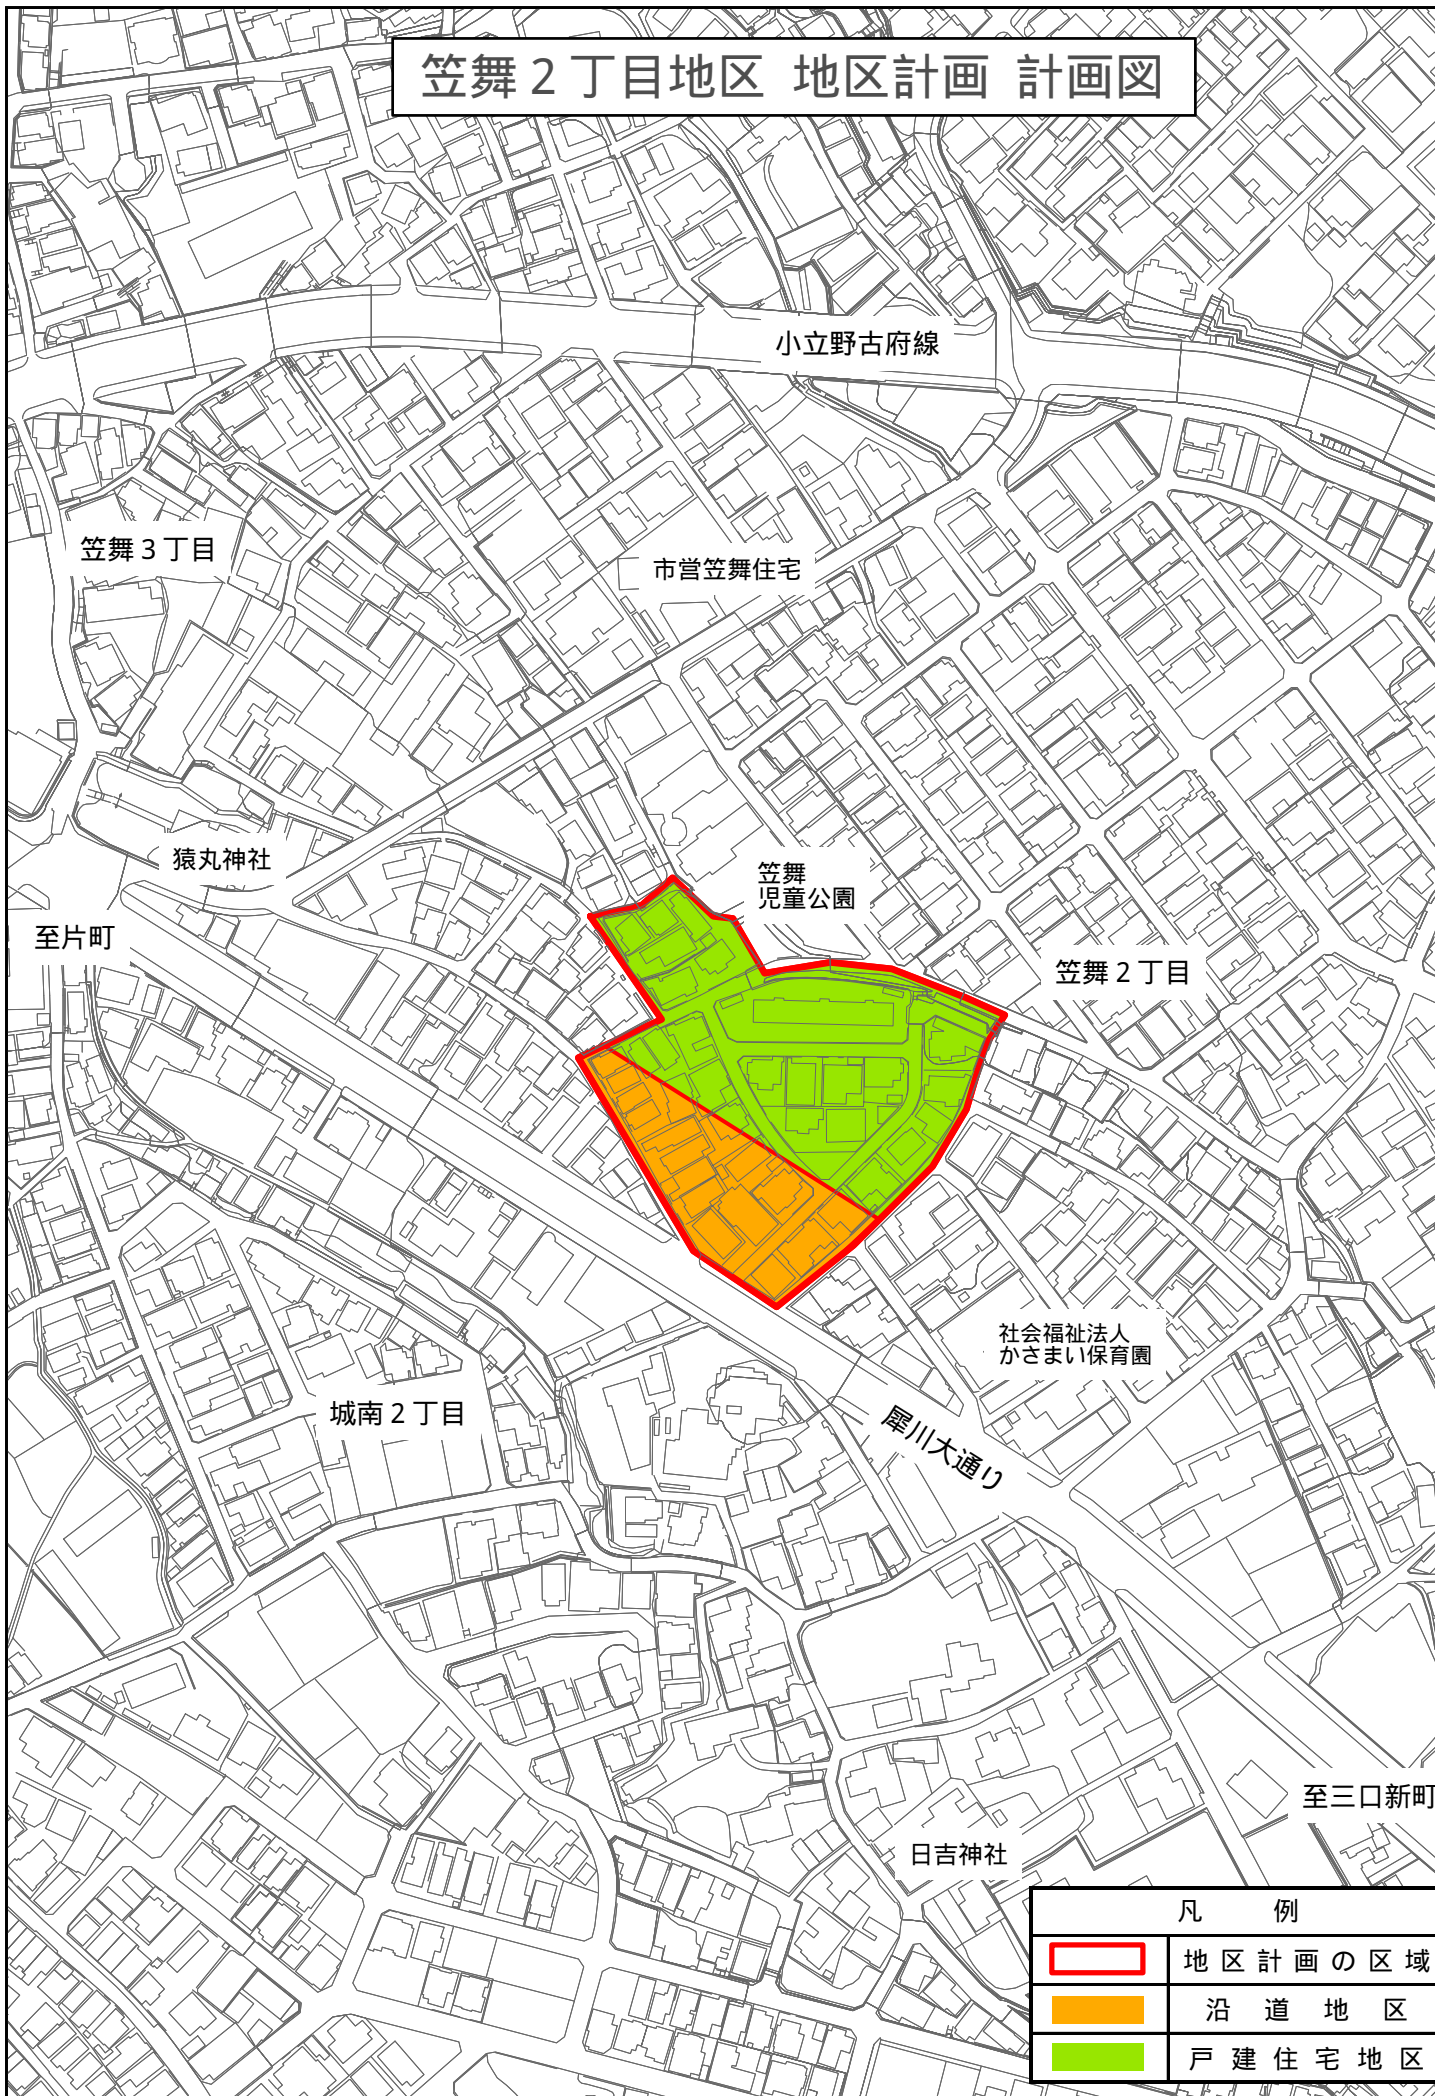 笠舞２丁目地区 地区計画 計画図
小立野古府線
笠舞３丁目
市営笠舞住宅
猿丸神社
笠舞
児童公園
至片町
笠舞２丁目
社会福祉法人
かさまい保育園
城南２丁目
犀川大通り
至三口新町
日吉神社
凡 例
地区計画の区域
沿道地区
戸建住宅地区